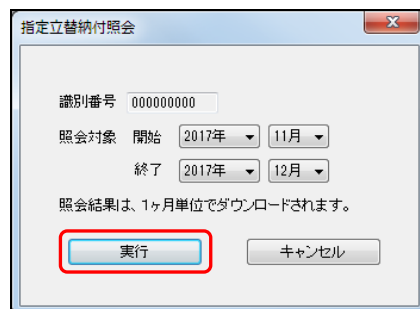 指定立替納付照会
識別番号 000000000
照会対象 開始 2017年 11月
終了 2017年 12月
照会結果は、1ヶ月単位でダウンロードされます。
実行 キャンセル